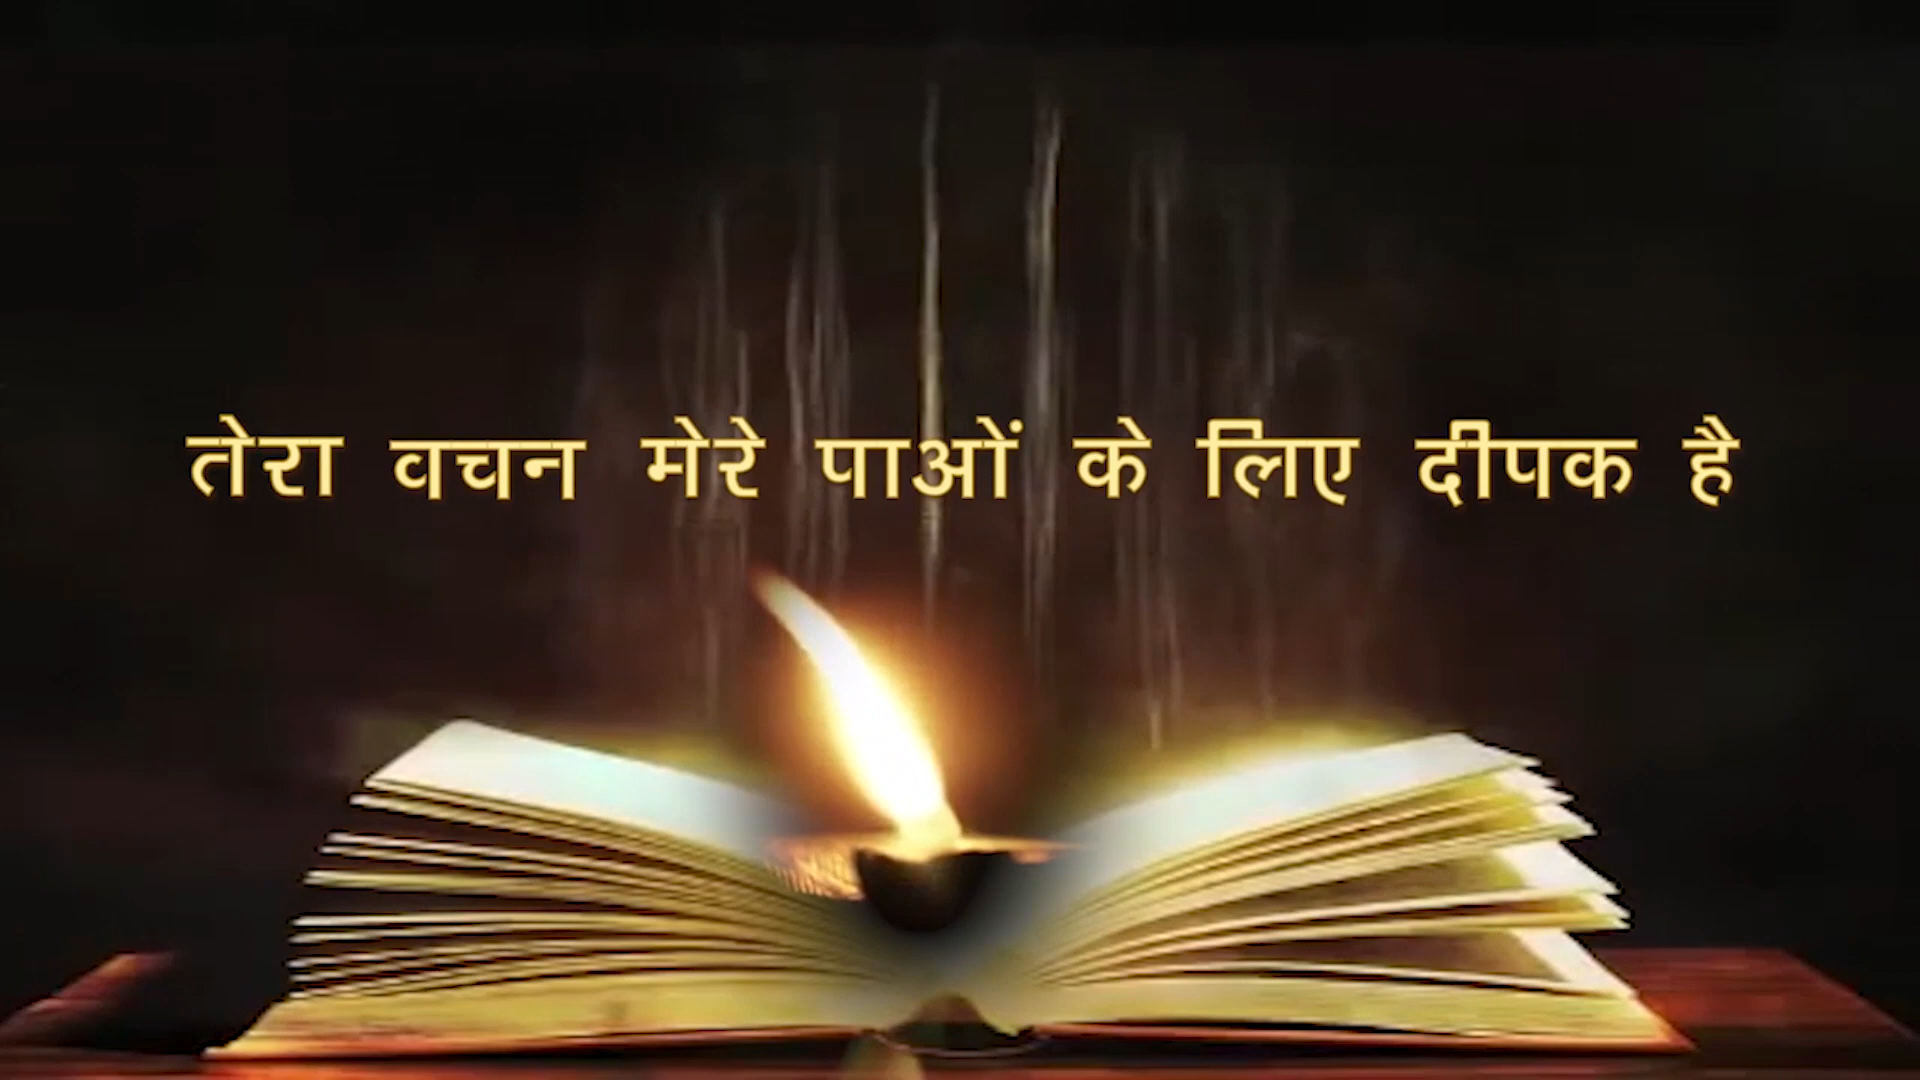 तेरा वचन मेरे पाओं के लिए दीपक है